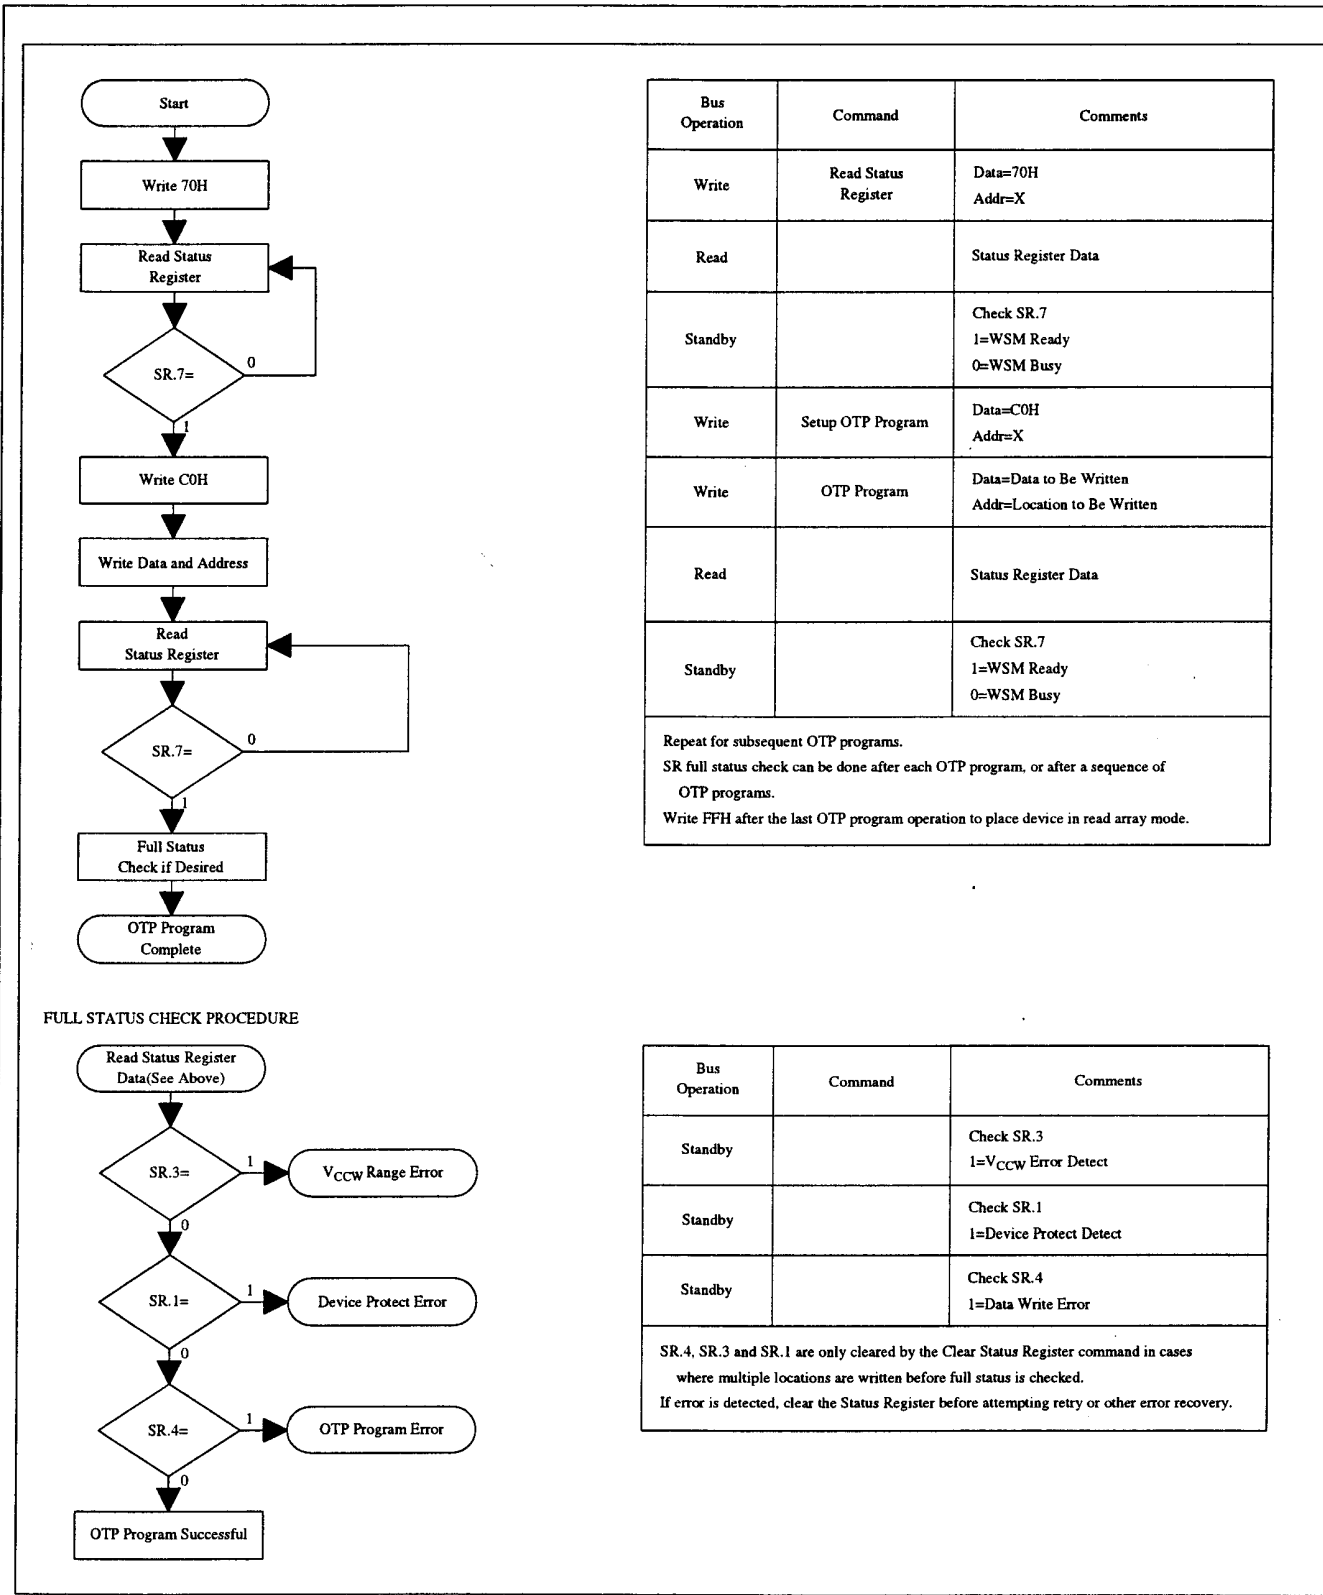 Start
Write 70H
Read Status
Register
SR.7=
0
1
Write C0H
Write Data and Address
Read
Status Register
SR.7=
0
1
Full Status
Check if Desired
OTP Program
Complete
Bus
Operation
Command
Comments
Write
Read Status
Register
Data=70H
Addr=X
Read
Status Register Data
Standby
Check SR.7
1=WSM Ready
0=WSM Busy
Write
Setup OTP Program
Data=C0H
Addr=X
Write
OTP Program
Data=Data to Be Written
Addr=Location to Be Written
Read
Status Register Data
Standby
Check SR.7
1=WSM Ready
0=WSM Busy
Repeat for subsequent OTP programs.
SR full status check can be done after each OTP program, or after a sequence of
OTP programs.
Write FFH after the last OTP program operation to place device in read array mode.
FULL STATUS CHECK PROCEDURE
Read Status Register
Data(See Above)
SR.3=
1
VCCW Range Error
0
SR.1=
1
Device Protect Error
0
SR.4=
1
OTP Program Error
0
OTP Program Successful
Bus
Operation
Command
Comments
Standby
Check SR.3
1=VCCW Error Detect
Standby
Check SR.1
1=Device Protect Detect
Standby
Check SR.4
1=Data Write Error
SR.4, SR.3 and SR.1 are only cleared by the Clear Status Register command in cases
where multiple locations are written before full status is checked.
If error is detected, clear the Status Register before attempting retry or other error recovery.